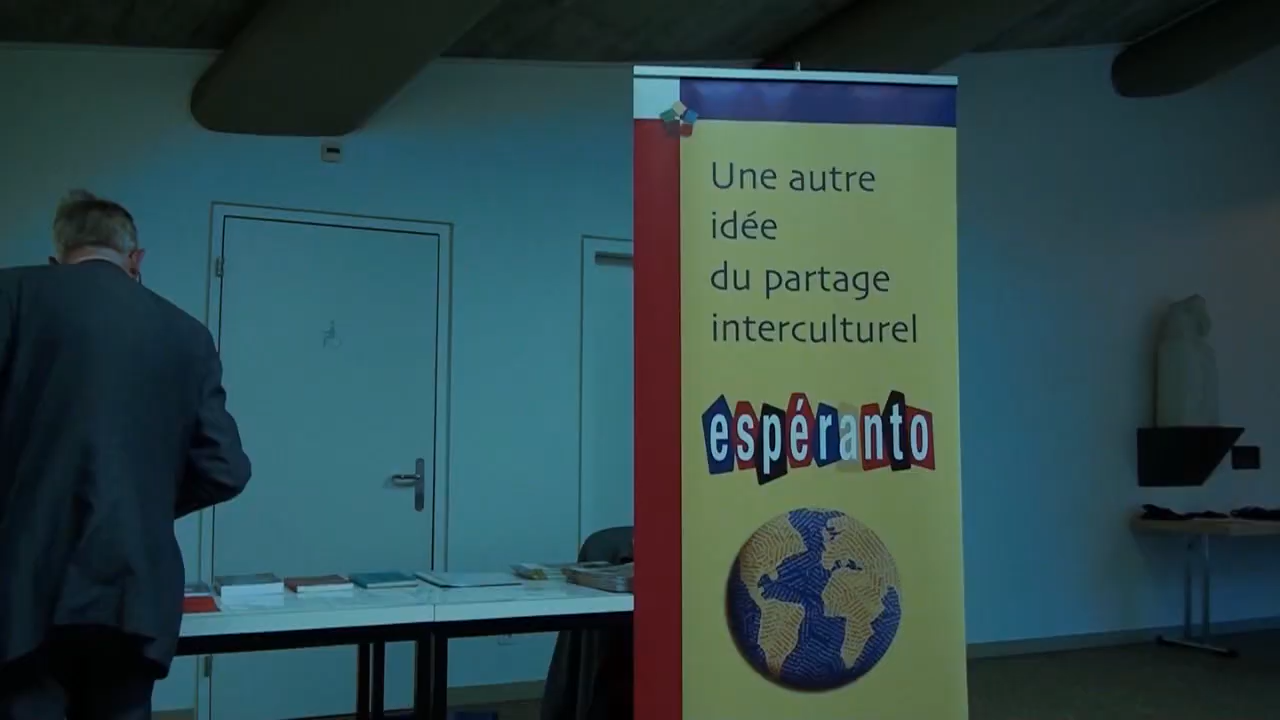 Une autre
idée
du partage
interculturel
espéranto